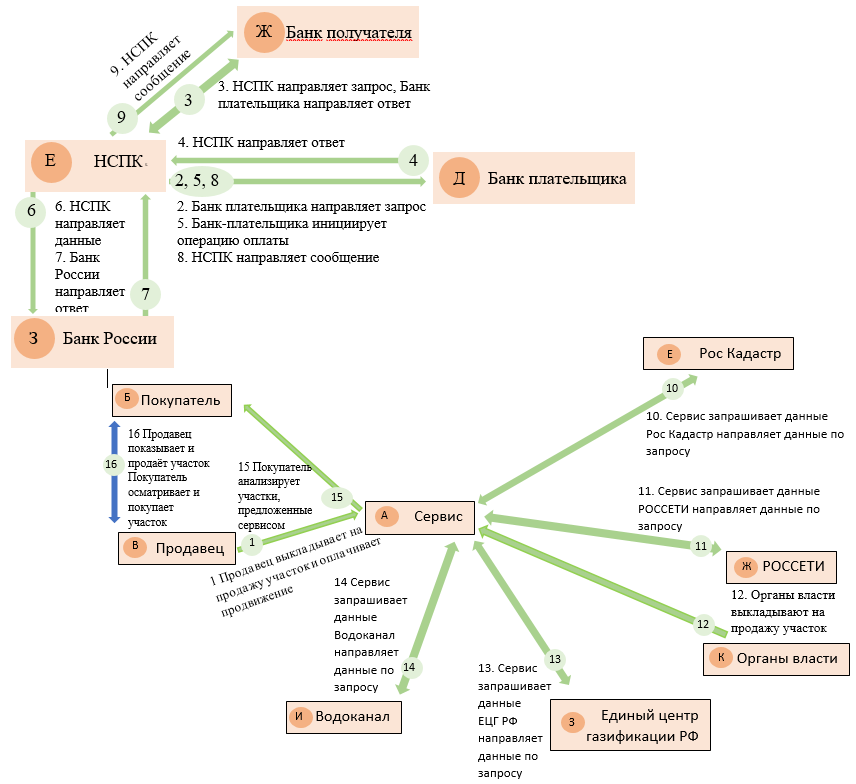 Ж Банк получателя
9. НСПК
направляет
сообщение
3. НСПК направляет запрос, Банк
плательщика направляет ответ
3
9
4. НСПК направляет ответ
4
Е НСПК.
2, 5, 8
Д Банк плательщика
6
6. НСПК
направляет
данные
7. Банк
России
направляет
ответ
7
2. Банк плательщика направляет запрос
5. Банк-плательщика инициирует
операцию оплаты
8. НСПК направляет сообщение
З Банк России
Б Покупатель
16
16 Продавец
показывает и
продаёт участок
Покупатель
осматривает и
покупает
участок
15 Покупатель
анализирует
участки,
предложенные
сервисом
15
В Продавец
1
1 Продавец выкладывает на
продажу участок и оплачивает
продвижение
А Сервис
Е Рос Кадастр
10
10. Сервис запрашивает данные
Рос Кадастр направляет данные по
запросу
11. Сервис запрашивает данные
РОССЕТИ направляет данные по
запросу
11
Ж РОССЕТИ
12. Органы власти
выкладывают на
продажу участок
12
К Органы власти
14 Сервис
запрашивает
данные
Водоканал
направляет
данные по
запросу
14
И Водоканал
13. Сервис
запрашивает
данные
ЕЦГ РФ
направляет
данные по
запросу
13
З Единый центр
газификации РФ